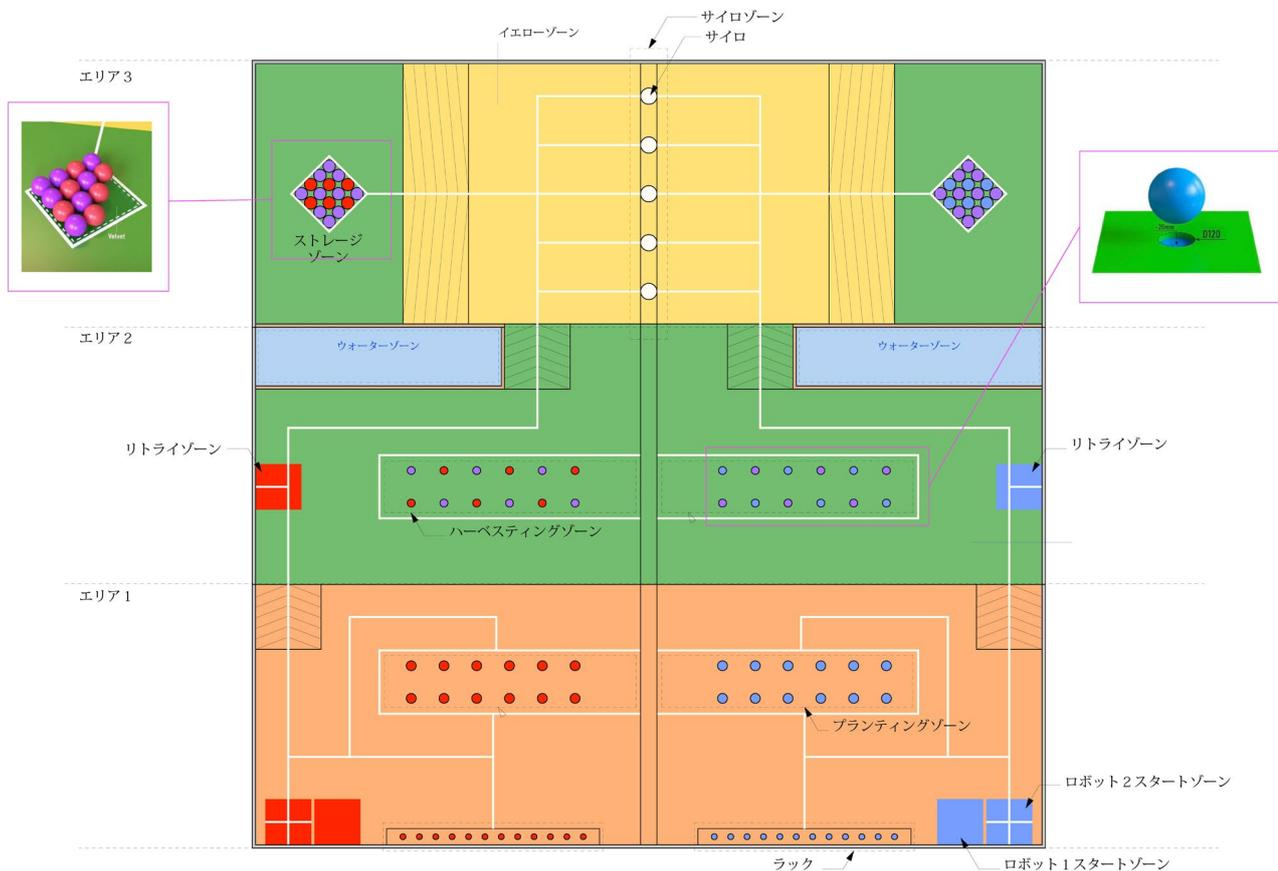 サイロゾーン
イエローゾーン
サイロ
エリア３
Velvet
ストレージ
ゾーン
D120
エリア２
ウォーターゾーン
ウォーターゾーン
リトライゾーン
リトライゾーン
ハーベスティングゾーン
エリア１
プランティングゾーン
ロボット２スタートゾーン
ラック
ロボット１スタートゾーン